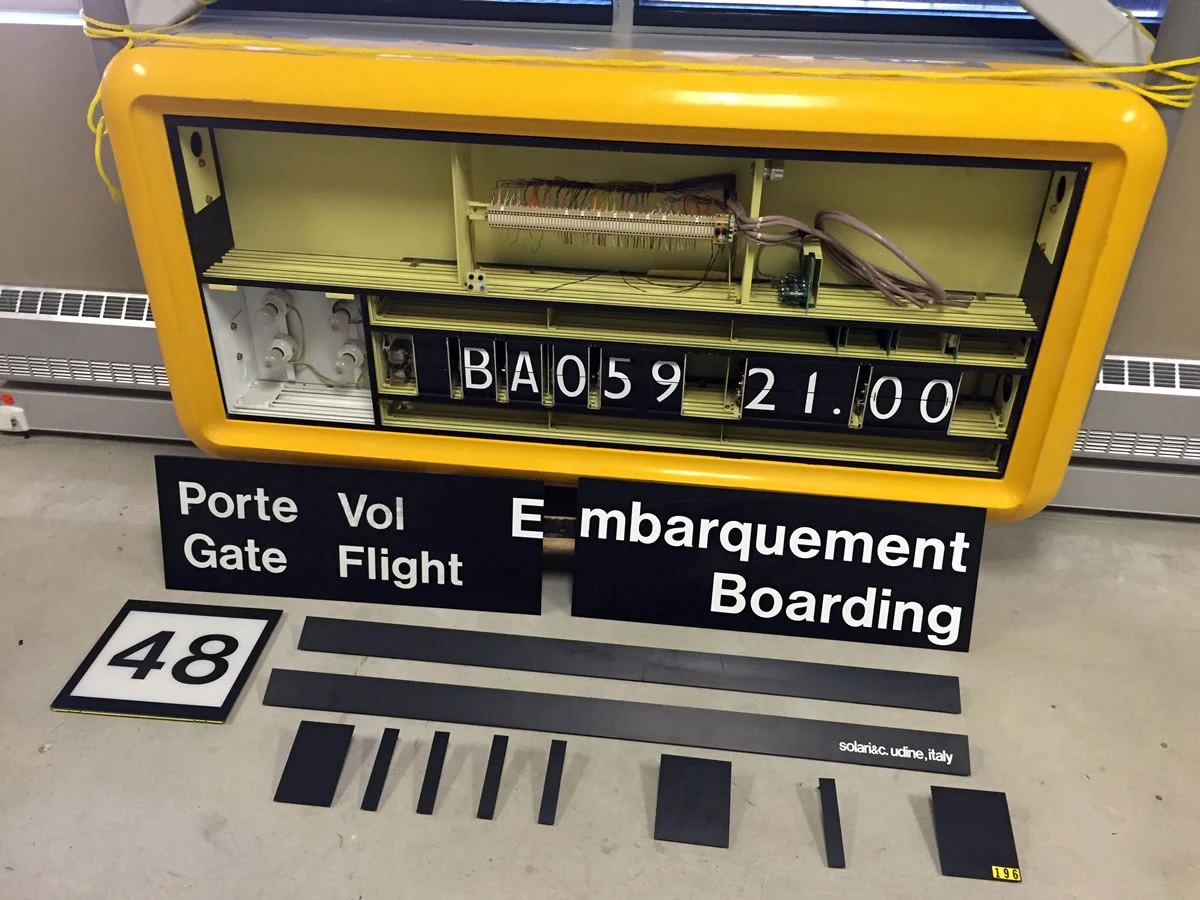 BA059 21.00
Porte Vol Embarquement
Gate Flight Boarding
48
solari&c. udine, italy
196